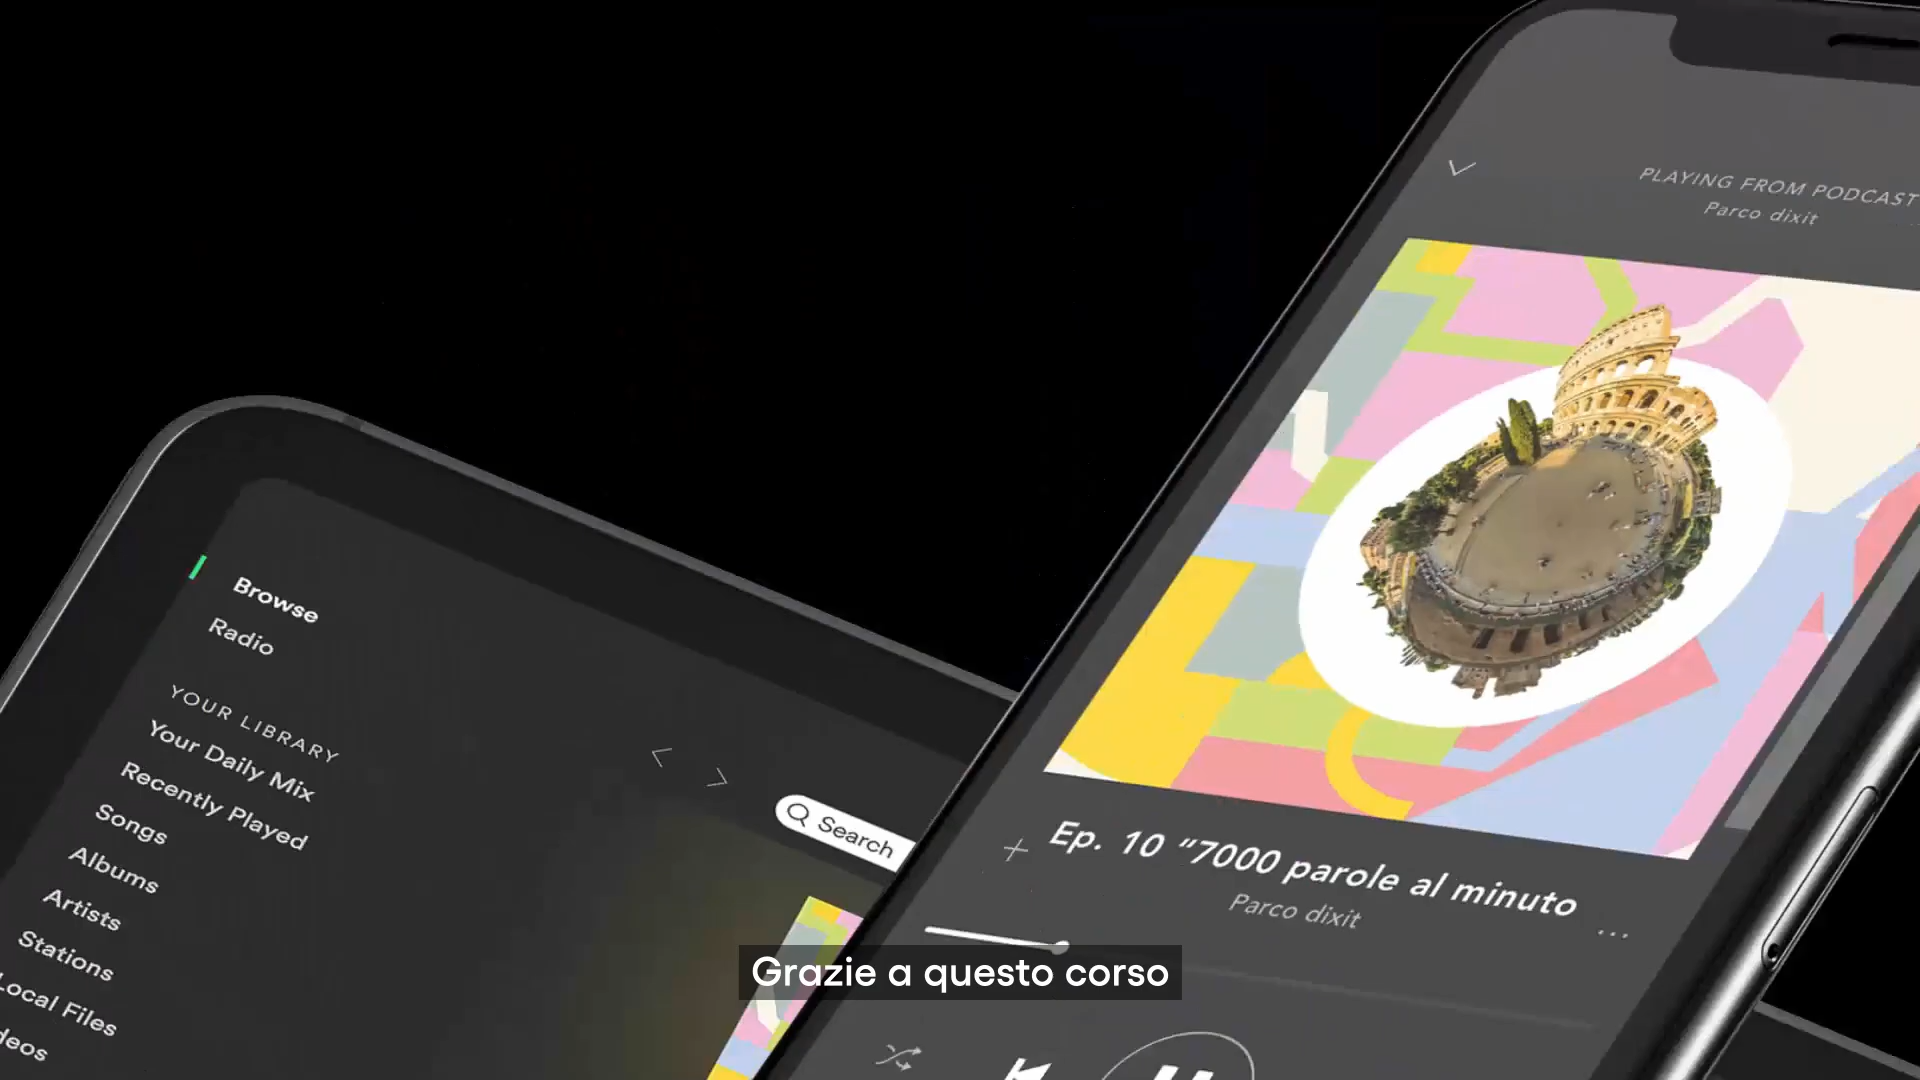 PLAYING FROM PODCAST
Parco dixit
Ep. 10 “7000 parole al minuto
Parco dixit
Browse
Radio
YOUR LIBRARY
Your Daily Mix
Recently Played
Songs
Albums
Artists
Stations
Local Files
Search
Grazie a questo corso